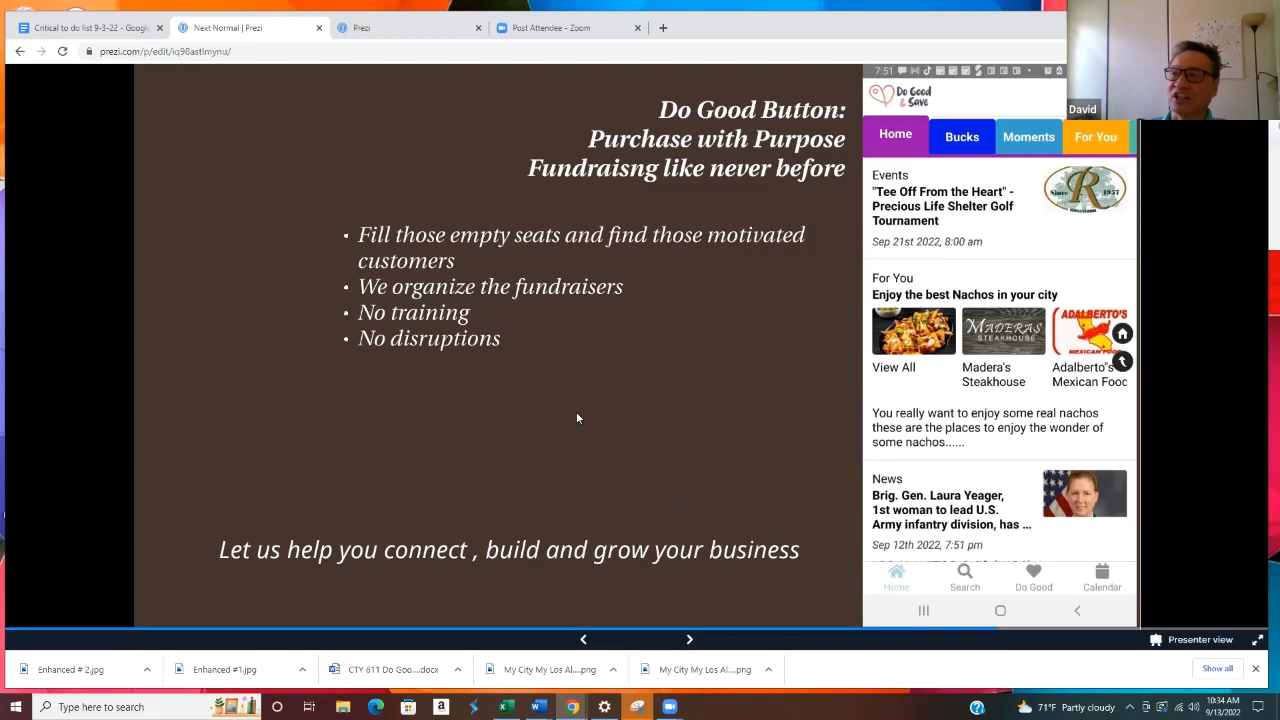 Critical to do list 9-3-22 - Google
Next Normal | Prezi
Prezi
Post Attendee - Zoom
prezi.com/p/edit/iq98astlmynu/
David
Do Good Button:
Purchase with Purpose
Fundraisng like never before
• Fill those empty seats and find those motivated
customers
• We organize the fundraisers
• No training
• No disruptions
Let us help you connect , build and grow your business
7:51
Do Good
& Save
Home
Bucks
Moments
For You
Events
"Tee Off From the Heart" -
Precious Life Shelter Golf
Tournament
Sep 21st 2022, 8:00 am
Since R 1957
For You
Enjoy the best Nachos in your city
MADERAS
STEAKHOUSE
ADALBERTO'S
MEXICAN FOOD
View All
Madera's
Steakhouse
Adalberto"s
Mexican Food
You really want to enjoy some real nachos
these are the places to enjoy the wonder of
some nachos......
News
Brig. Gen. Laura Yeager,
1st woman to lead U.S.
Army infantry division, has ...
Sep 12th 2022, 7:51 pm
Home
Search
Do Good
Calendar
Presenter view
Enhanced # 2.jpg
Enhanced #1.jpg
CTY 611 Do Goo....docx
My City My Los Al....png
My City My Los Al....png
Show all
Type here to search
71°F Partly cloudy
10:34 AM
9/13/2022